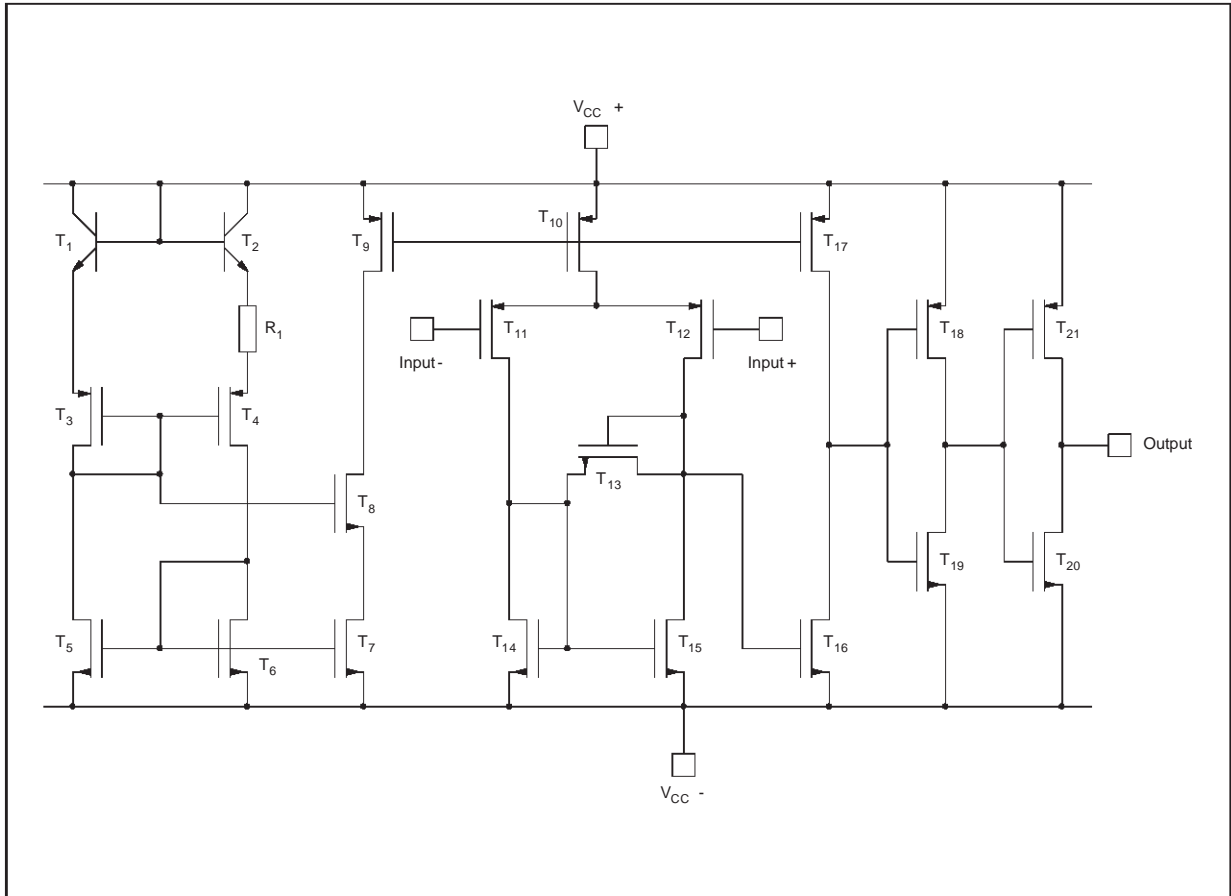 V_CC +
T_1
T_2
T_9
T_10
T_17
R_1
T_11
T_12
T_18
T_21
Input -
Input +
T_3
T_4
Output
T_13
T_8
T_19
T_20
T_5
T_6
T_7
T_14
T_15
T_16
V_CC -